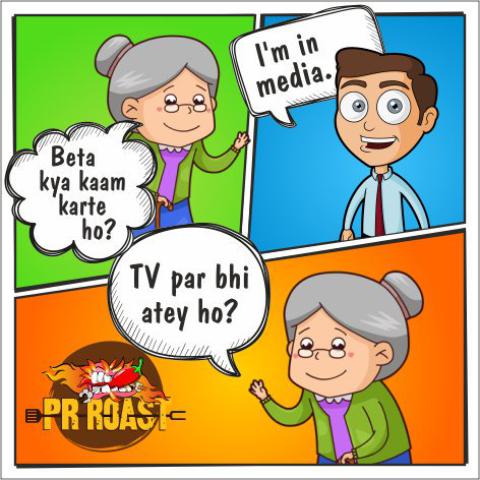 Beta
kya kaam
karte
ho?
I'm in
media.
TV par bhi
atey ho?
PR ROAST